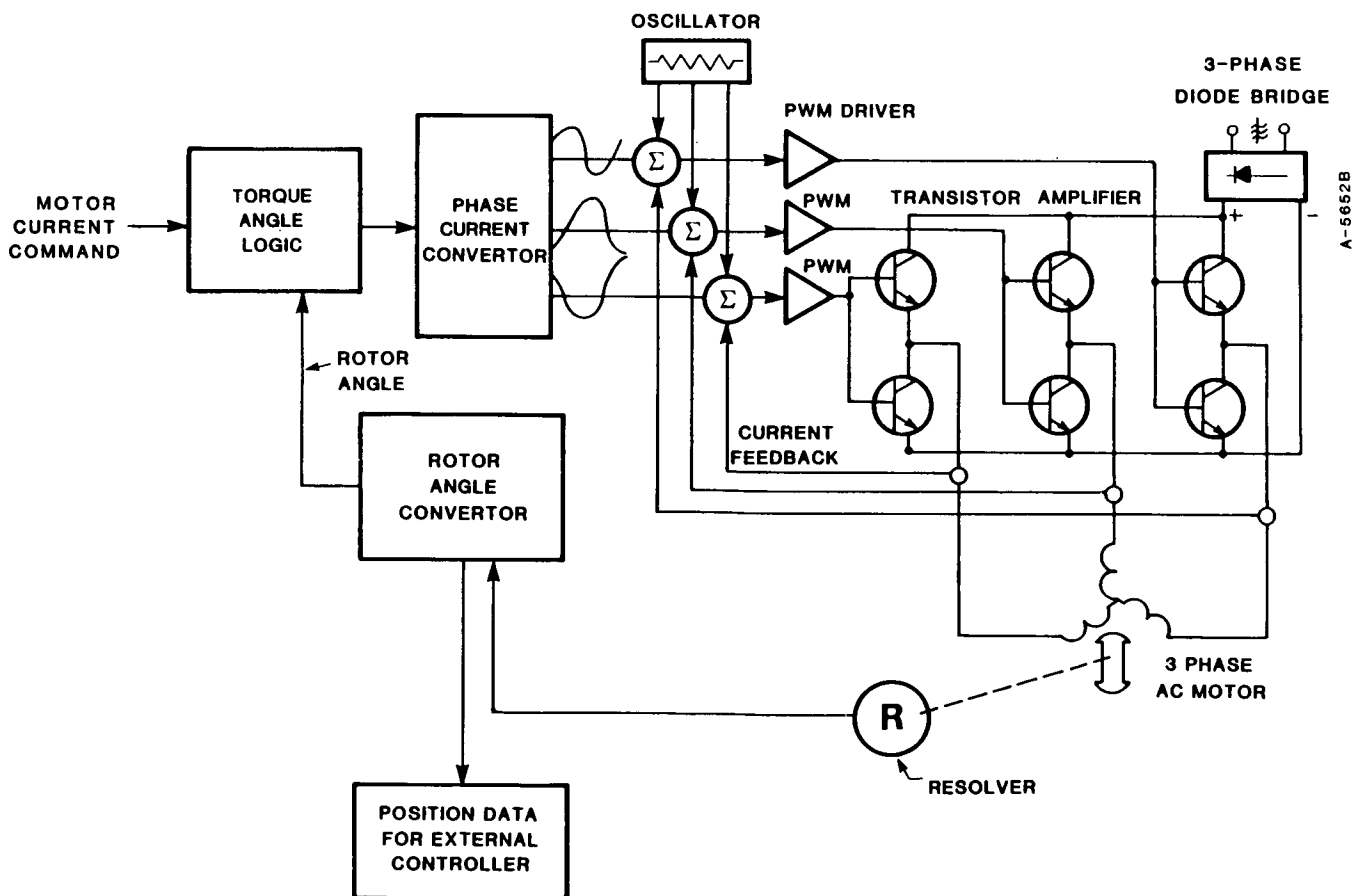 OSCILLATOR
3-PHASE
DIODE BRIDGE
A-5652B
PWM DRIVER
MOTOR
CURRENT
COMMAND
TORQUE
ANGLE
LOGIC
PHASE
CURRENT
CONVERTOR
Σ
Σ
Σ
PWM
PWM
TRANSISTOR AMPLIFIER
+
-
ROTOR
ANGLE
CURRENT
FEEDBACK
ROTOR
ANGLE
CONVERTOR
3 PHASE
AC MOTOR
R
RESOLVER
POSITION DATA
FOR EXTERNAL
CONTROLLER